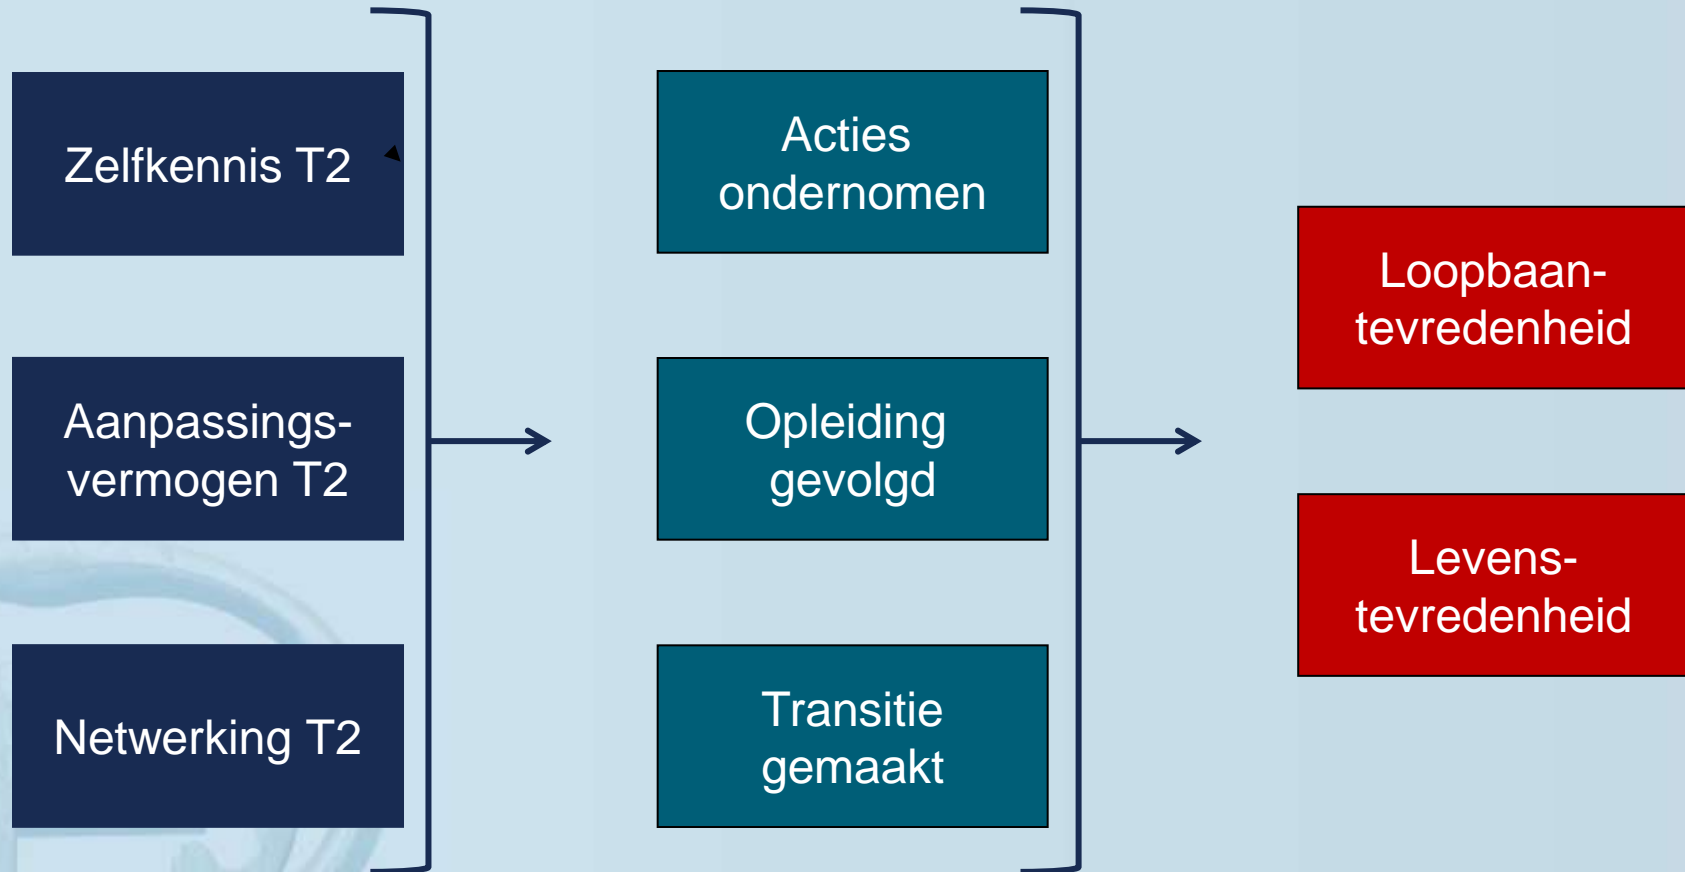 Zelfkennis T2
Aanpassings-
vermogen T2
Netwerking T2
Acties
ondernomen
Opleiding
gevolgd
Transitie
gemaakt
Loopbaan-
tevredenheid
Levens-
tevredenheid